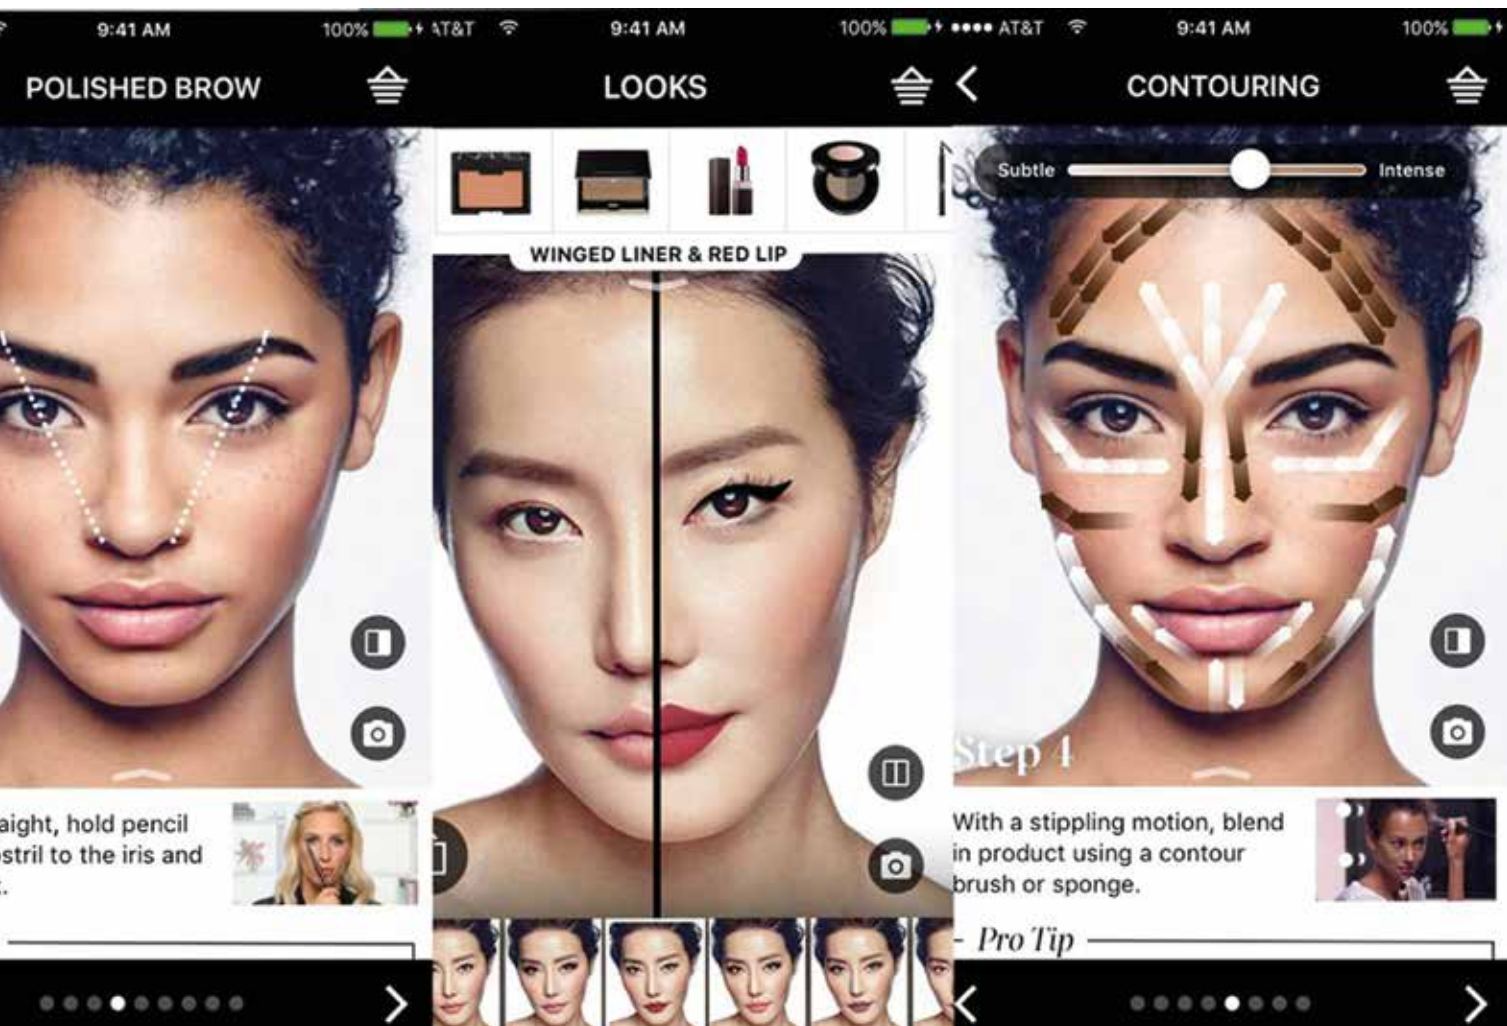 9:41 AM
100%
POLISHED BROW
aight, hold pencil
stril to the iris and
AT&T
9:41 AM
100%
LOOKS
WINGED LINER & RED LIP
AT&T
9:41 AM
100%
CONTOURING
Subtle
Intense
Step 4
With a stippling motion, blend
in product using a contour
brush or sponge.
Pro Tip